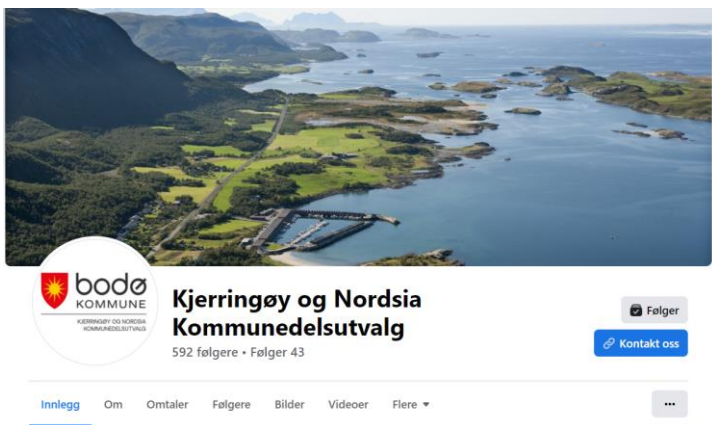 bodø
KOMMUNE
KJERRINGØY OG NORDSIA
KOMMUNEDELSUTVALG
Kjerringøy og Nordsia
Kommunedelsutvalg
592 følgere • Følger 43
Følger
Kontakt oss
Innlegg Om Omtaler Følgere Bilder Videoer Flere